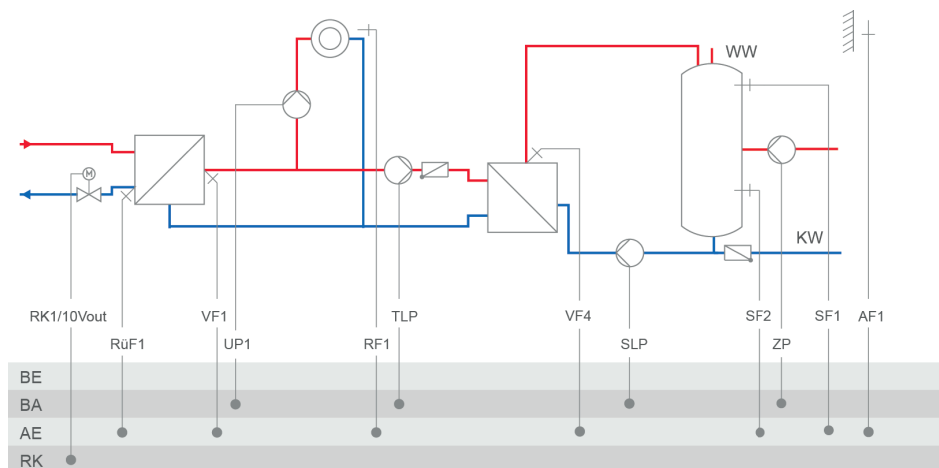 WW
M
KW
RK1/10Vout VF1 TLP VF4 SF2 SF1 AF1
RüF1 UP1 RF1 SLP ZP
BE
BA
AE
RK